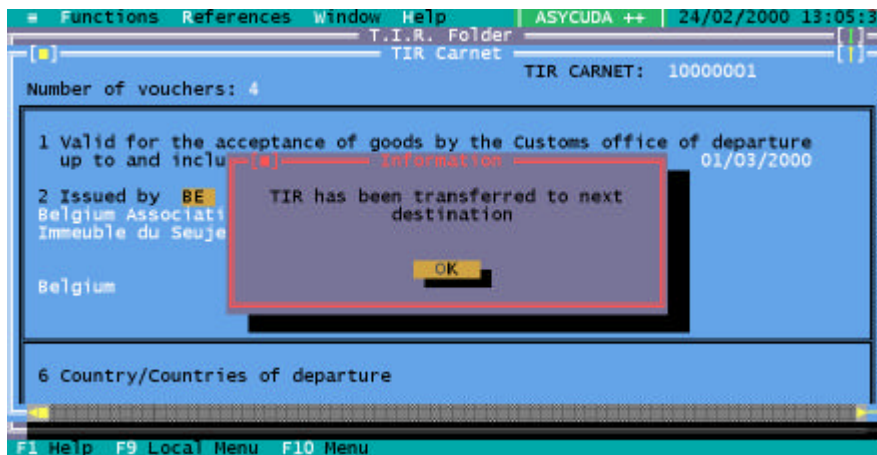 ≡ Functions References Window Help ASYCUDA ++ 24/02/2000 13:05:3
T.I.R. Folder
TIR Carnet
TIR CARNET: 10000001
Number of vouchers: 4
1 Valid for the acceptance of goods by the Customs office of departure
up to and inclu 01/03/2000
Information
2 Issued by BE
TIR has been transferred to next
destination
Belgium Associati
Immeuble du Seuje
OK
Belgium
6 Country/Countries of departure
F1 Help F9 Local Menu F10 Menu